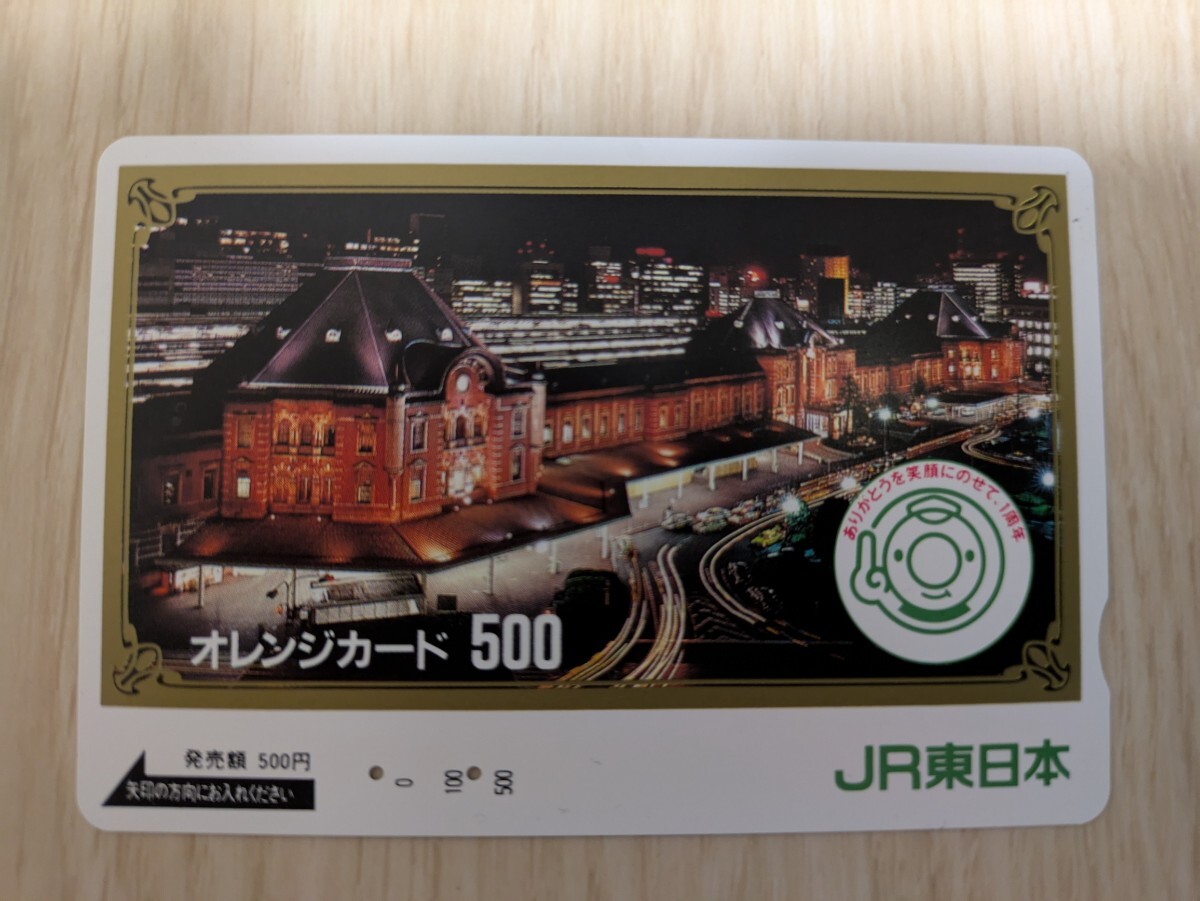 ありがとうを笑顔にのせて、1周年
オレンジカード 500
発売額 500円
矢印の方向にお入れください
0 100 500
JR東日本